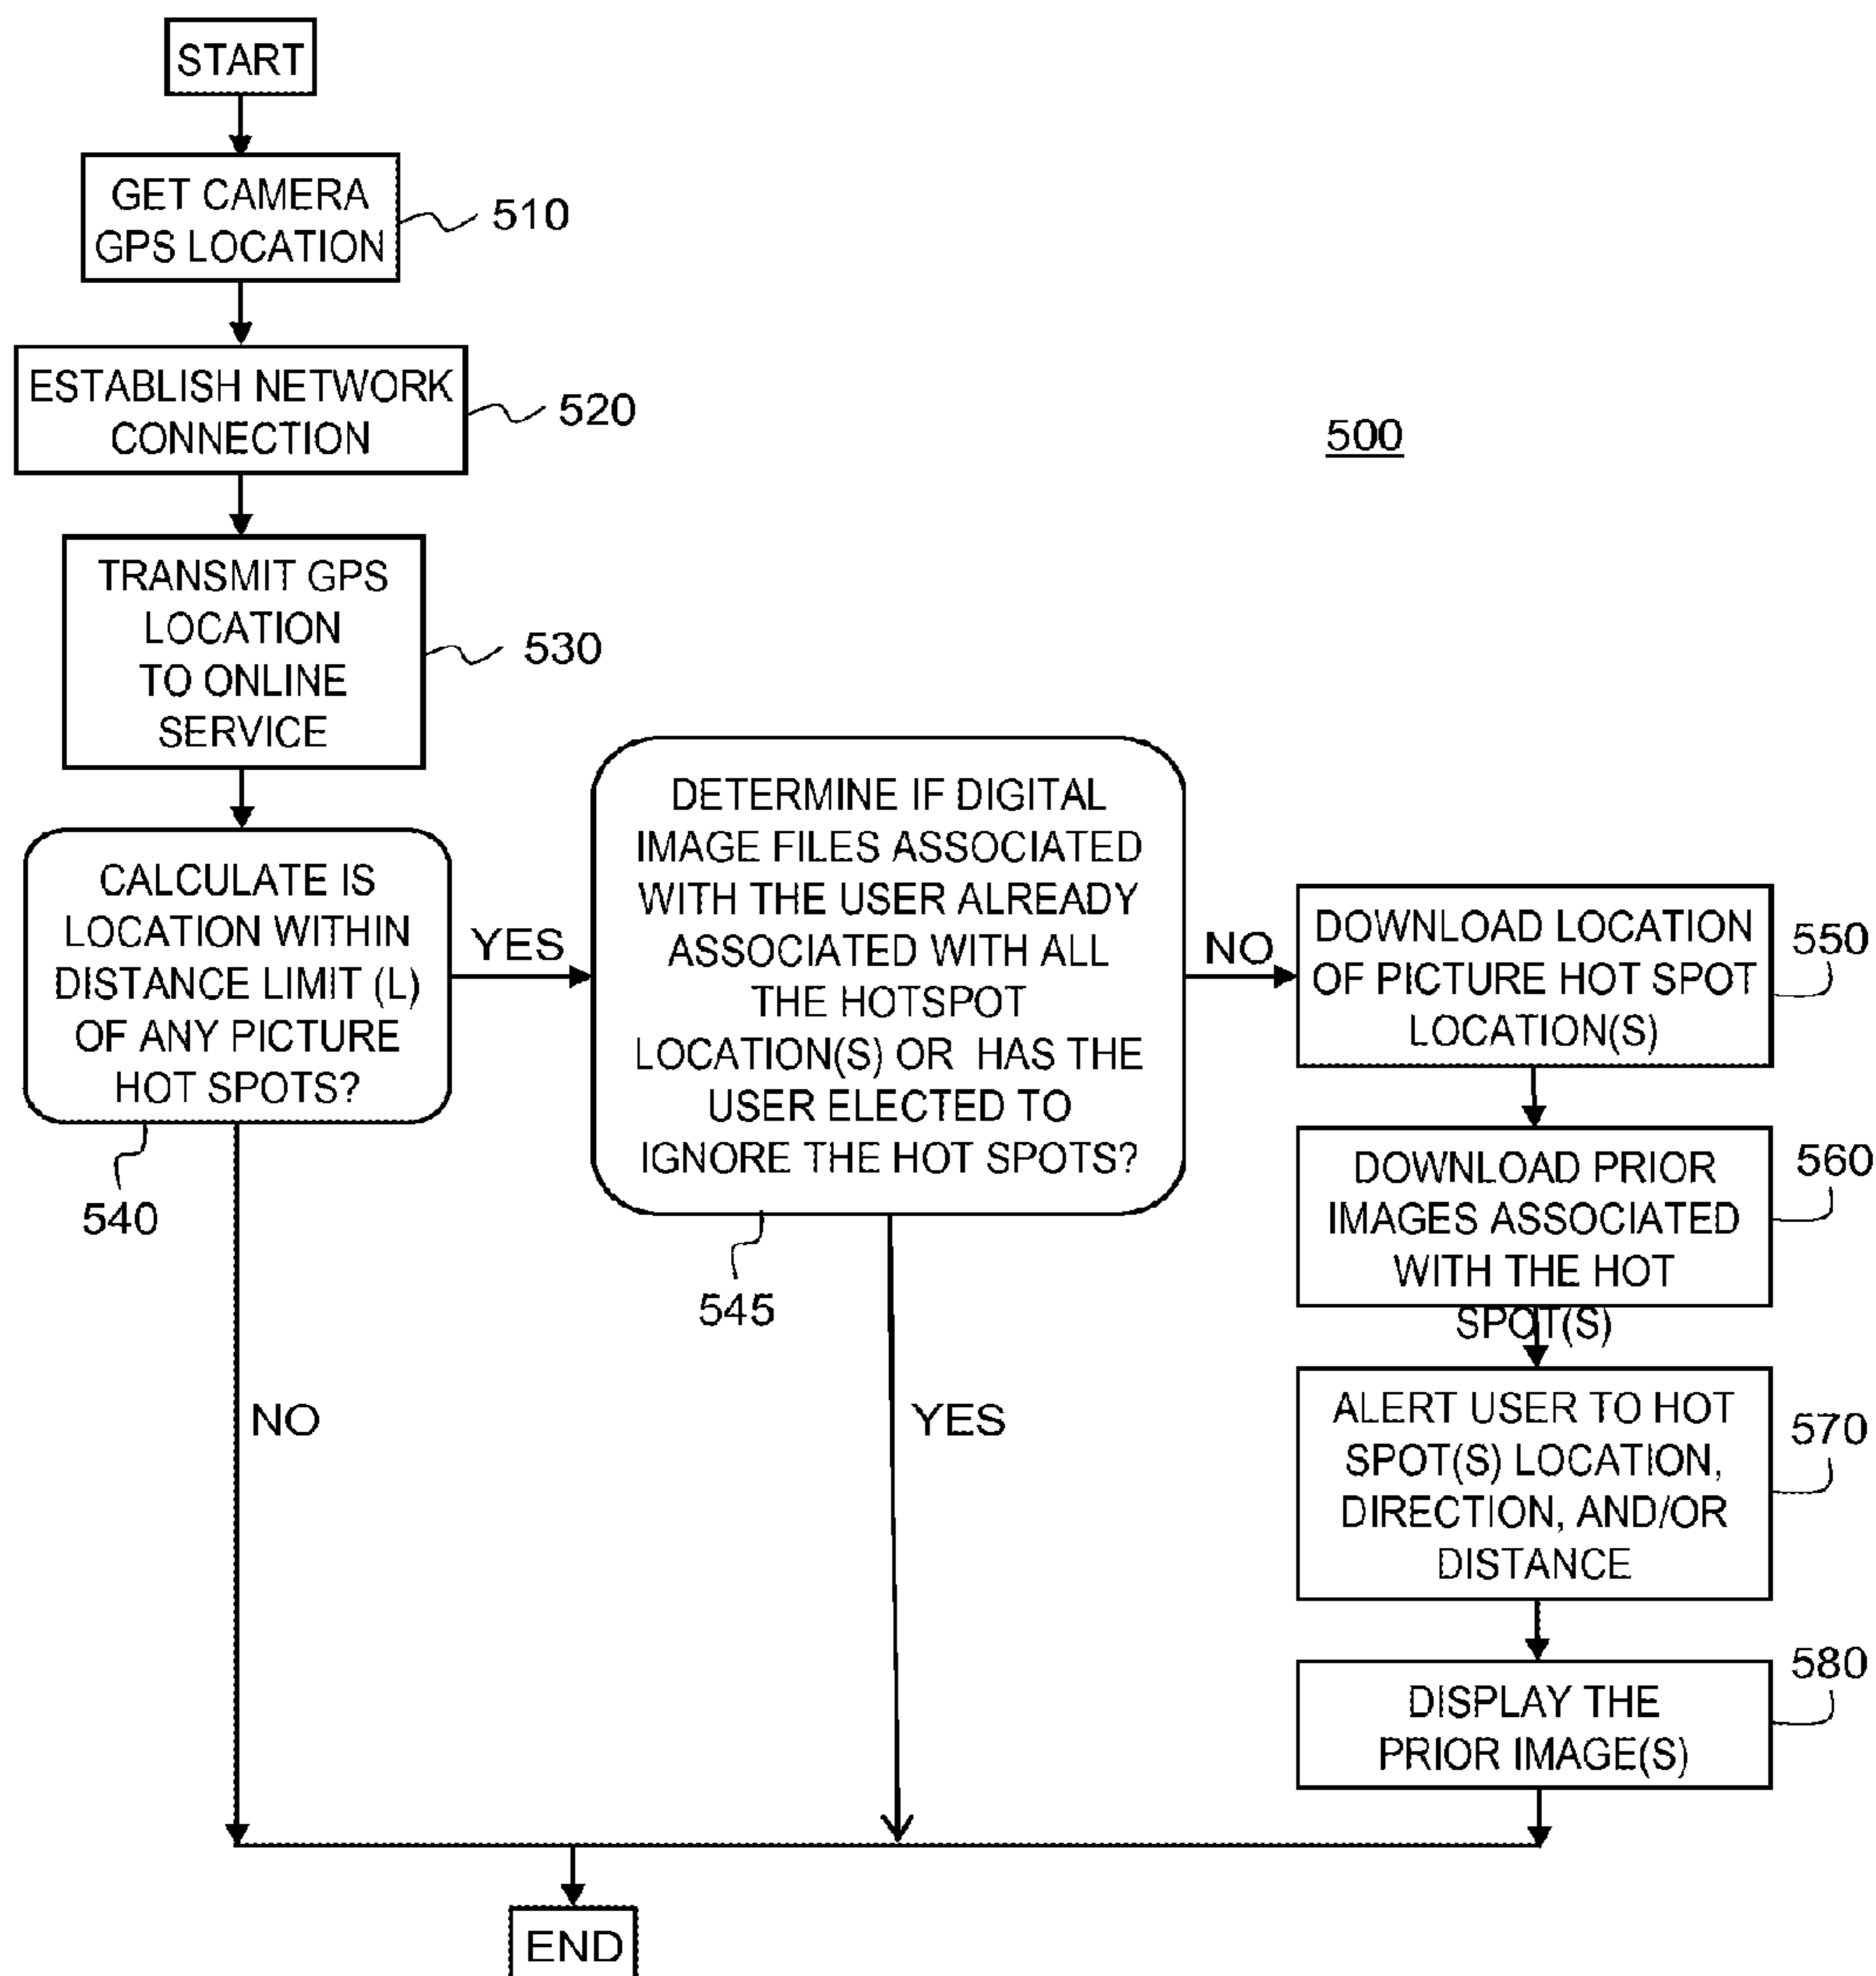 START
GET CAMERA
GPS LOCATION
510
ESTABLISH NETWORK
CONNECTION
520
500
TRANSMIT GPS
LOCATION
TO ONLINE
SERVICE
530
CALCULATE IS
LOCATION WITHIN
DISTANCE LIMIT (L)
OF ANY PICTURE
HOT SPOTS?
540
YES
NO
DETERMINE IF DIGITAL
IMAGE FILES ASSOCIATED
WITH THE USER ALREADY
ASSOCIATED WITH ALL
THE HOTSPOT
LOCATION(S) OR HAS THE
USER ELECTED TO
IGNORE THE HOT SPOTS?
545
NO
YES
DOWNLOAD LOCATION
OF PICTURE HOT SPOT
LOCATION(S)
550
DOWNLOAD PRIOR
IMAGES ASSOCIATED
WITH THE HOT
SPOT(S)
560
ALERT USER TO HOT
SPOT(S) LOCATION,
DIRECTION, AND/OR
DISTANCE
570
DISPLAY THE
PRIOR IMAGE(S)
580
END